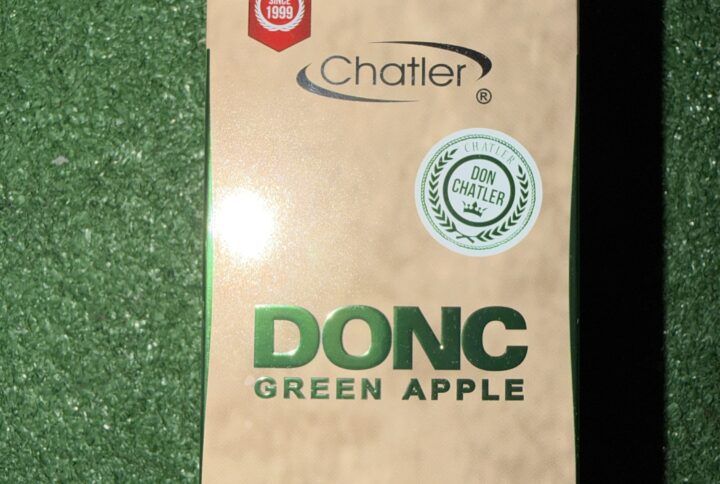 SINCE
1999
Chatler
®
CHATLER
DON
CHATLER
DONC
GREEN APPLE